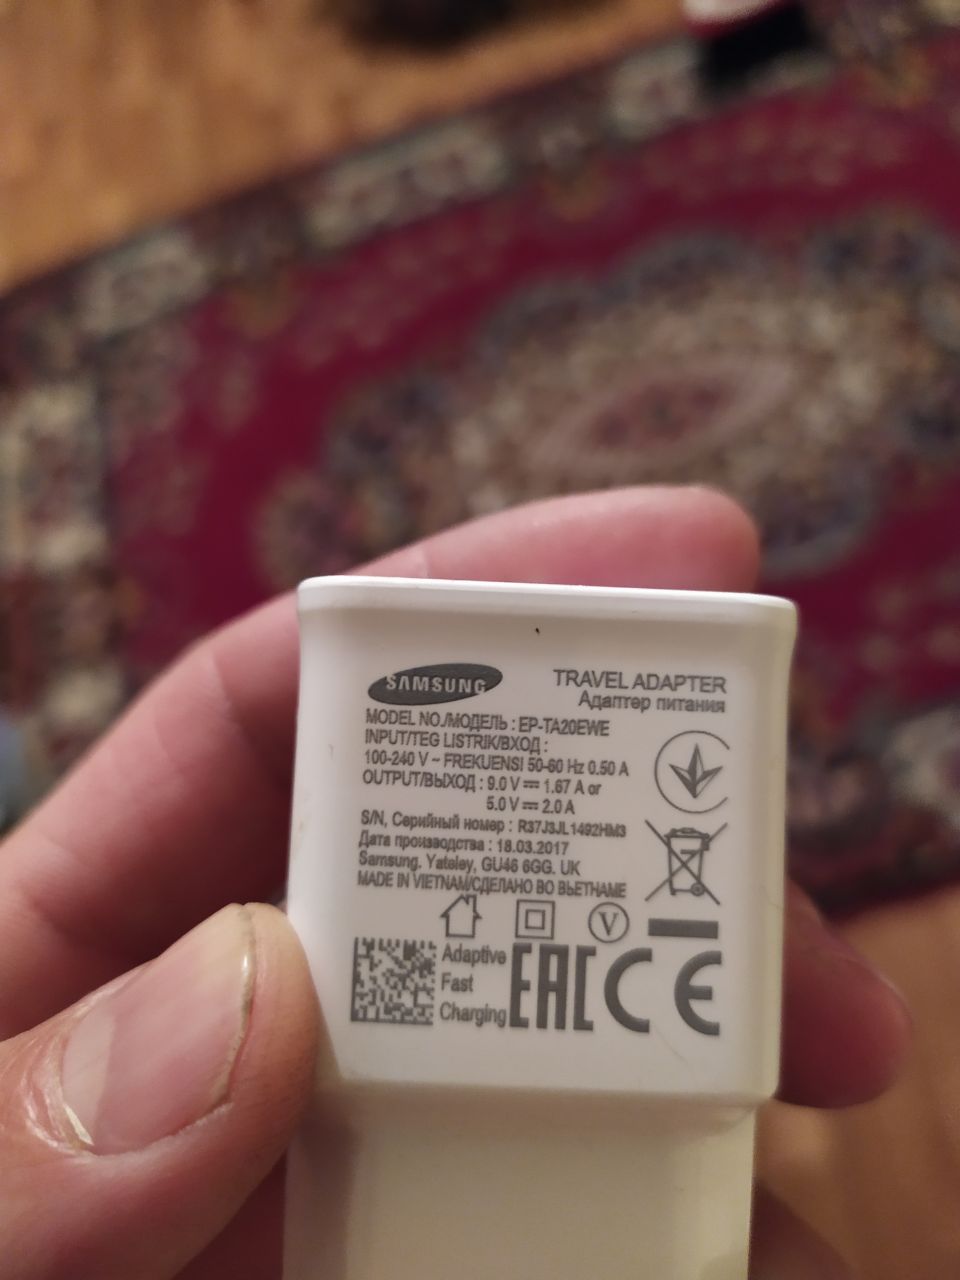 SAMSUNG
TRAVEL ADAPTER
Адаптер питания
MODEL NO./МОДЕЛЬ : EP-TA20EWE
INPUT/TEG LISTRIK/ВХОД :
100-240 V ~ FREKUENSI 50-60 Hz 0.50 A
OUTPUT/ВЫХОД : 9.0 V ⎓ 1.67 A or
5.0 V ⎓ 2.0 A
S/N, Серийный номер : R37J3JL1492HM3
Дата производства : 18.03.2017
Samsung. Yateley, GU46 6GG. UK
MADE IN VIETNAM/СДЕЛАНО ВО ВЬЕТНАМЕ
V
Adaptive
Fast
Charging
EAC CE